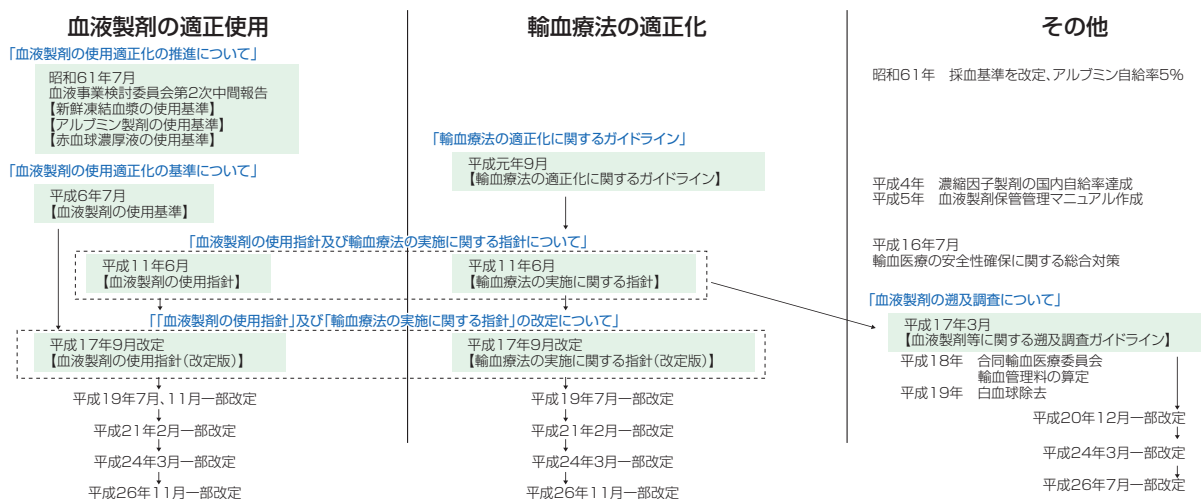 血液製剤の適正使用
「血液製剤の使用適正化の推進について」
昭和61年7月
血液事業検討委員会第2次中間報告
【新鮮凍結血漿の使用基準】
【アルブミン製剤の使用基準】
【赤血球濃厚液の使用基準】
「血液製剤の使用適正化の基準について」
平成6年7月
【血液製剤の使用基準】
輸血療法の適正化
「輸血療法の適正化に関するガイドライン」
平成元年9月
【輸血療法の適正化に関するガイドライン】
「血液製剤の使用指針及び輸血療法の実施に関する指針について」
平成11年6月
【血液製剤の使用指針】
平成11年6月
【輸血療法の実施に関する指針】
「「血液製剤の使用指針」及び「輸血療法の実施に関する指針」の改定について」
平成17年9月改定
【血液製剤の使用指針（改定版）】
平成17年9月改定
【輸血療法の実施に関する指針（改定版）】
平成19年7月、11月一部改定
平成21年2月一部改定
平成24年3月一部改定
平成26年11月一部改定
平成19年7月一部改定
平成21年2月一部改定
平成24年3月一部改定
平成26年11月一部改定
その他
昭和61年　採血基準を改定、アルブミン自給率5%
平成4年　濃縮因子製剤の国内自給率達成
平成5年　血液製剤保管管理マニュアル作成
平成16年7月
輸血医療の安全性確保に関する総合対策
「血液製剤の遡及調査について」
平成17年3月
【血液製剤等に関する遡及調査ガイドライン】
平成18年　合同輸血医療委員会
輸血管理料の算定
平成19年　白血球除去
平成20年12月一部改定
平成24年3月一部改定
平成26年7月一部改定